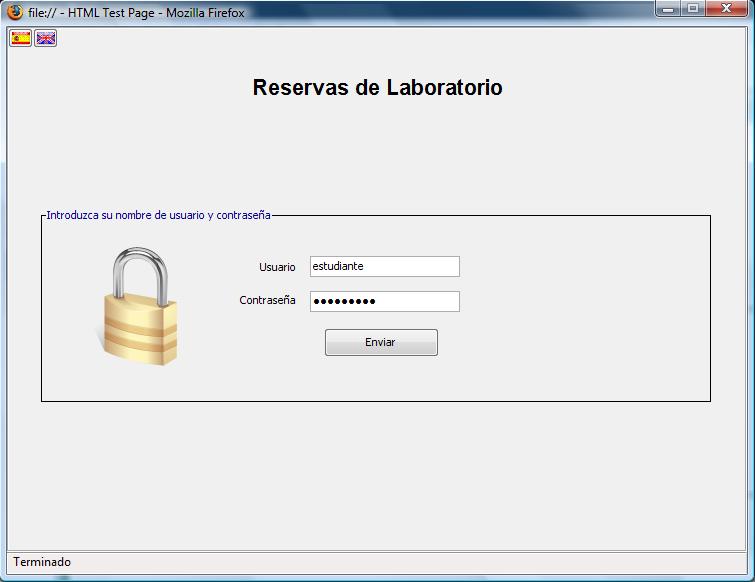 file:// - HTML Test Page - Mozilla Firefox
Reservas de Laboratorio
Introduzca su nombre de usuario y contraseña
Usuario estudiante
Contraseña ●●●●●●●●●
Enviar
Terminado